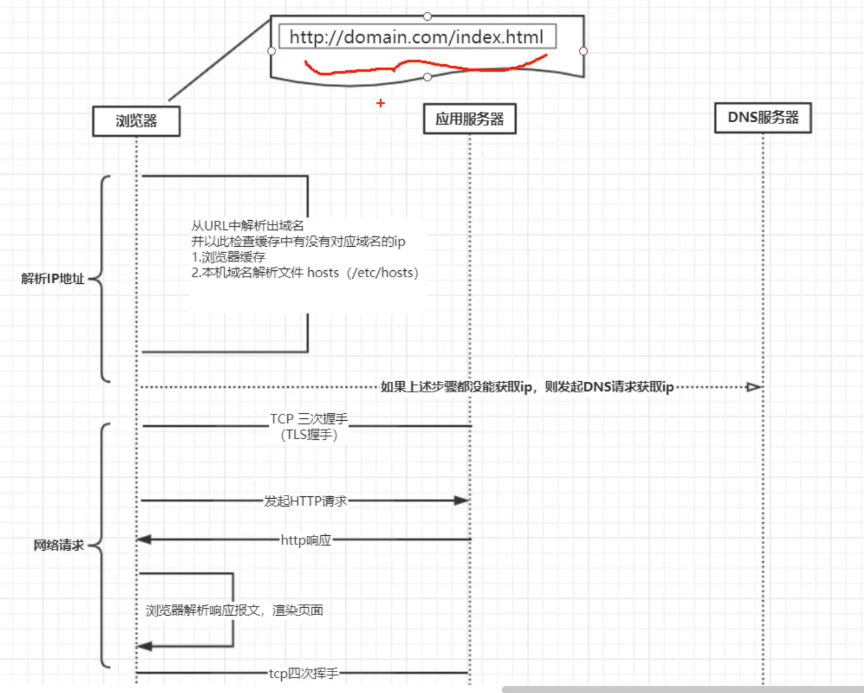 http://domain.com/index.html
浏览器
应用服务器
DNS服务器
从URL中解析出域名
并以此检查缓存中有没有对应域名的ip
1.浏览器缓存
2.本机域名解析文件 hosts（/etc/hosts）
解析IP地址
如果上述步骤都没能获取ip，则发起DNS请求获取ip
TCP 三次握手
（TLS握手）
发起HTTP请求
http响应
网络请求
浏览器解析响应报文，渲染页面
tcp四次挥手